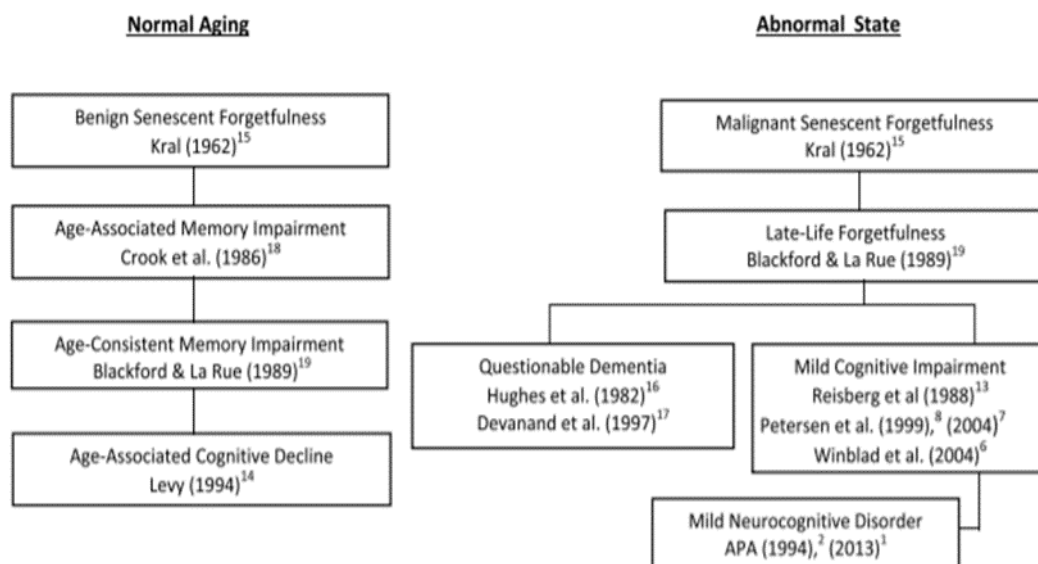 Normal Aging
Benign Senescent Forgetfulness
Kral (1962)15
Age-Associated Memory Impairment
Crook et al. (1986)18
Age-Consistent Memory Impairment
Blackford & La Rue (1989)19
Age-Associated Cognitive Decline
Levy (1994)14
Abnormal State
Malignant Senescent Forgetfulness
Kral (1962)15
Late-Life Forgetfulness
Blackford & La Rue (1989)19
Questionable Dementia
Hughes et al. (1982)16
Devanand et al. (1997)17
Mild Cognitive Impairment
Reisberg et al (1988)13
Petersen et al. (1999),8 (2004)7
Winblad et al. (2004)6
Mild Neurocognitive Disorder
APA (1994),2 (2013)1